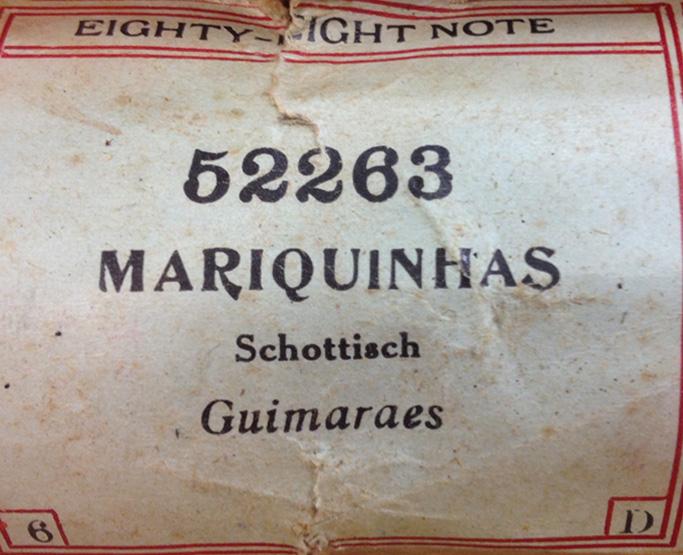 EIGHTY-EIGHT NOTE
52263
MARIQUINHAS
Schottisch
Guimaraes
6
D